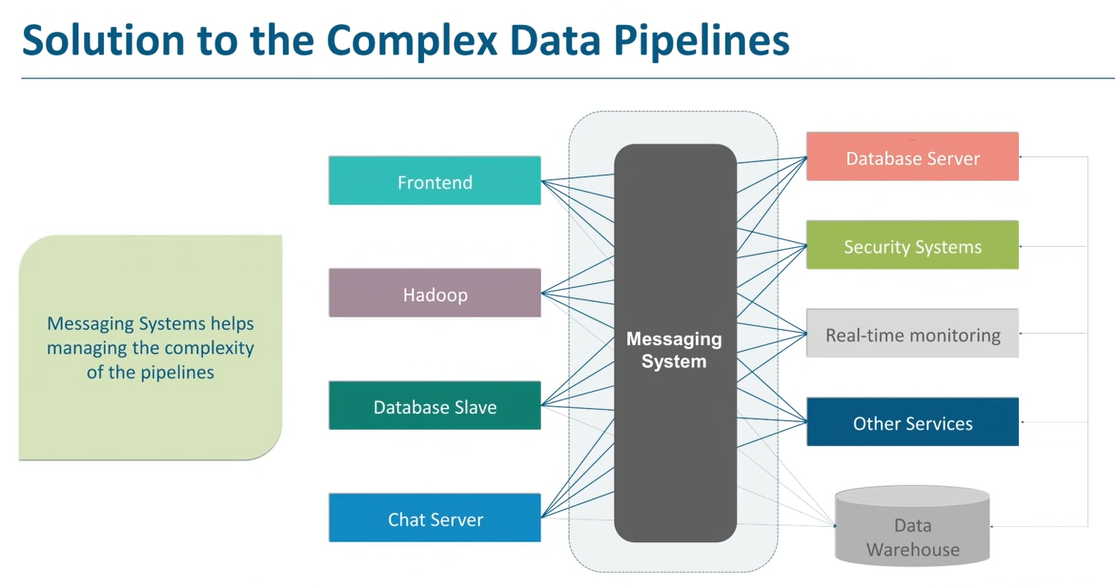 Solution to the Complex Data Pipelines
Messaging Systems helps
managing the complexity
of the pipelines
Frontend
Hadoop
Database Slave
Chat Server
Messaging
System
Database Server
Security Systems
Real-time monitoring
Other Services
Data
Warehouse